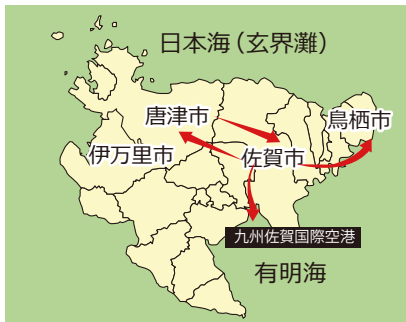 日本海（玄界灘）
唐津市
鳥栖市
伊万里市
佐賀市
九州佐賀国際空港
有明海